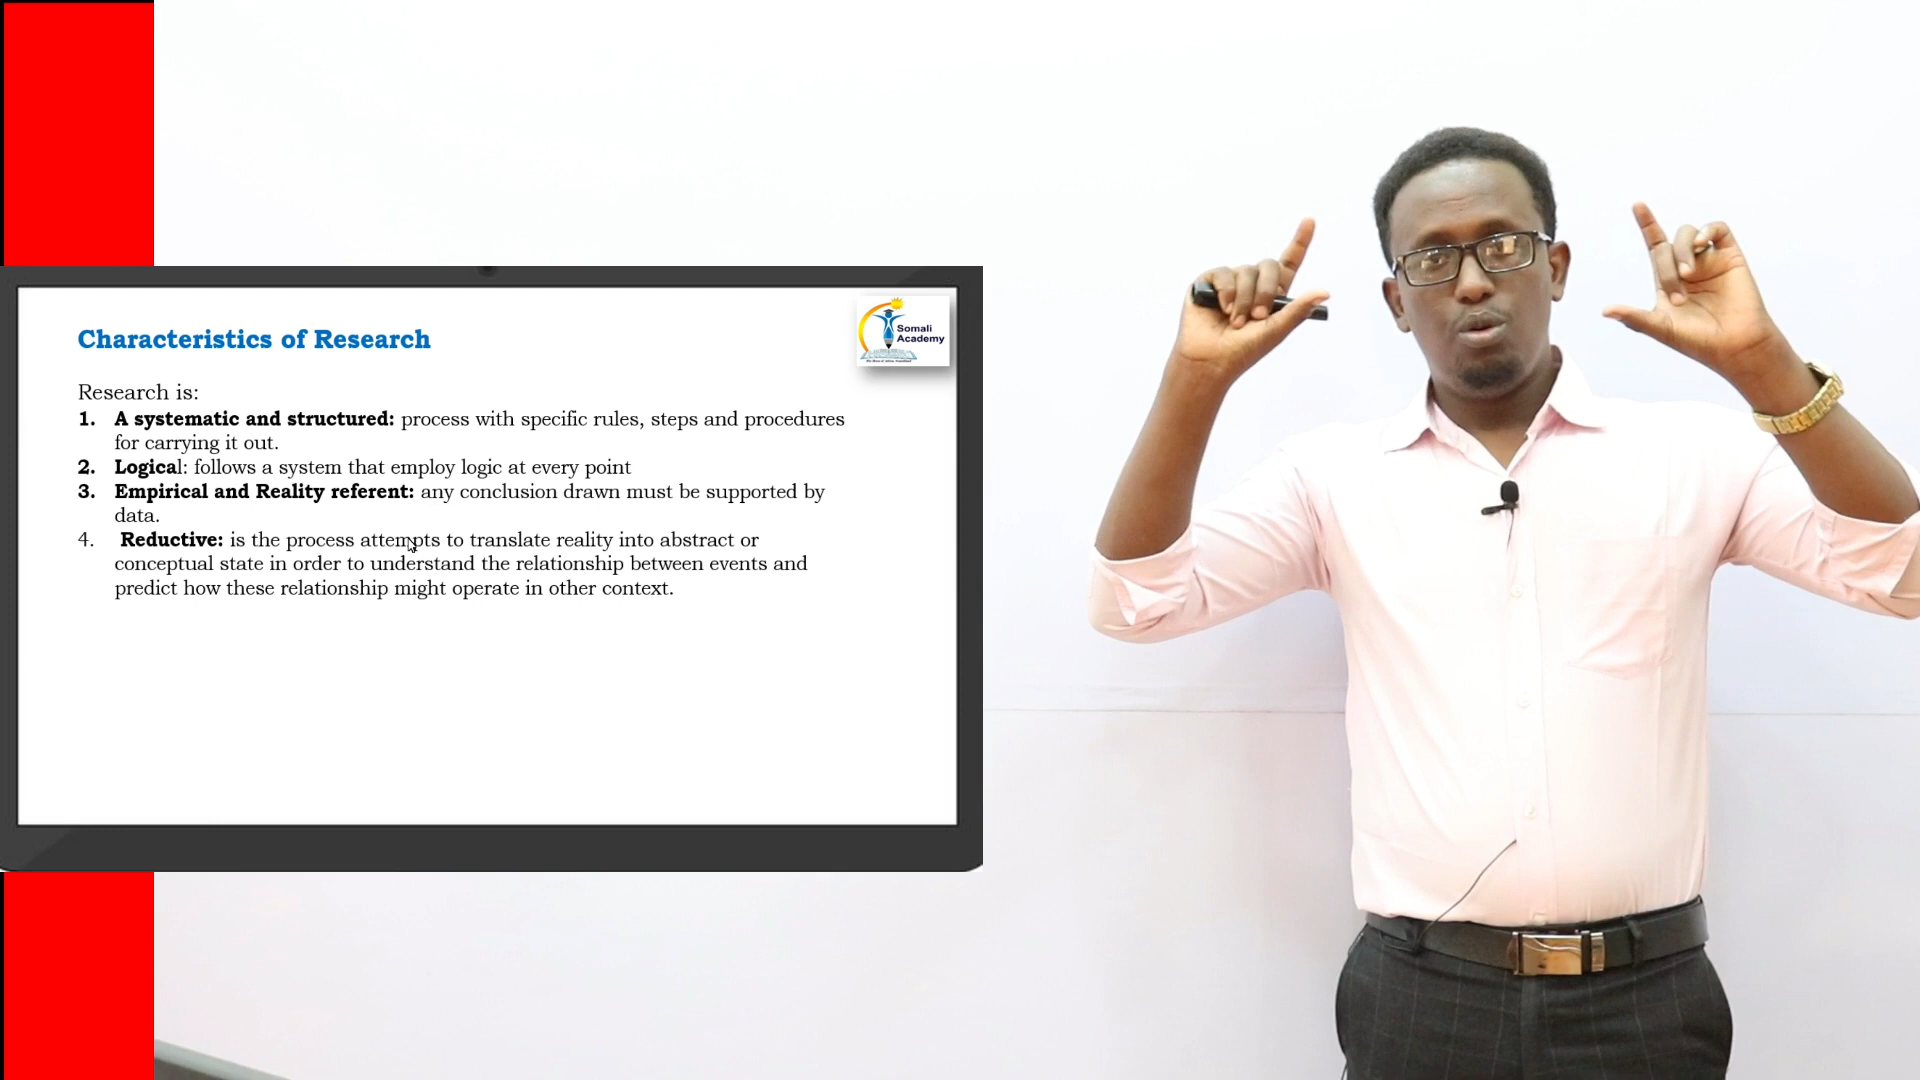 Characteristics of Research
Somali
Academy
Research is:
1. A systematic and structured: process with specific rules, steps and procedures
for carrying it out.
2. Logical: follows a system that employ logic at every point
3. Empirical and Reality referent: any conclusion drawn must be supported by
data.
4. Reductive: is the process attempts to translate reality into abstract or
conceptual state in order to understand the relationship between events and
predict how these relationship might operate in other context.